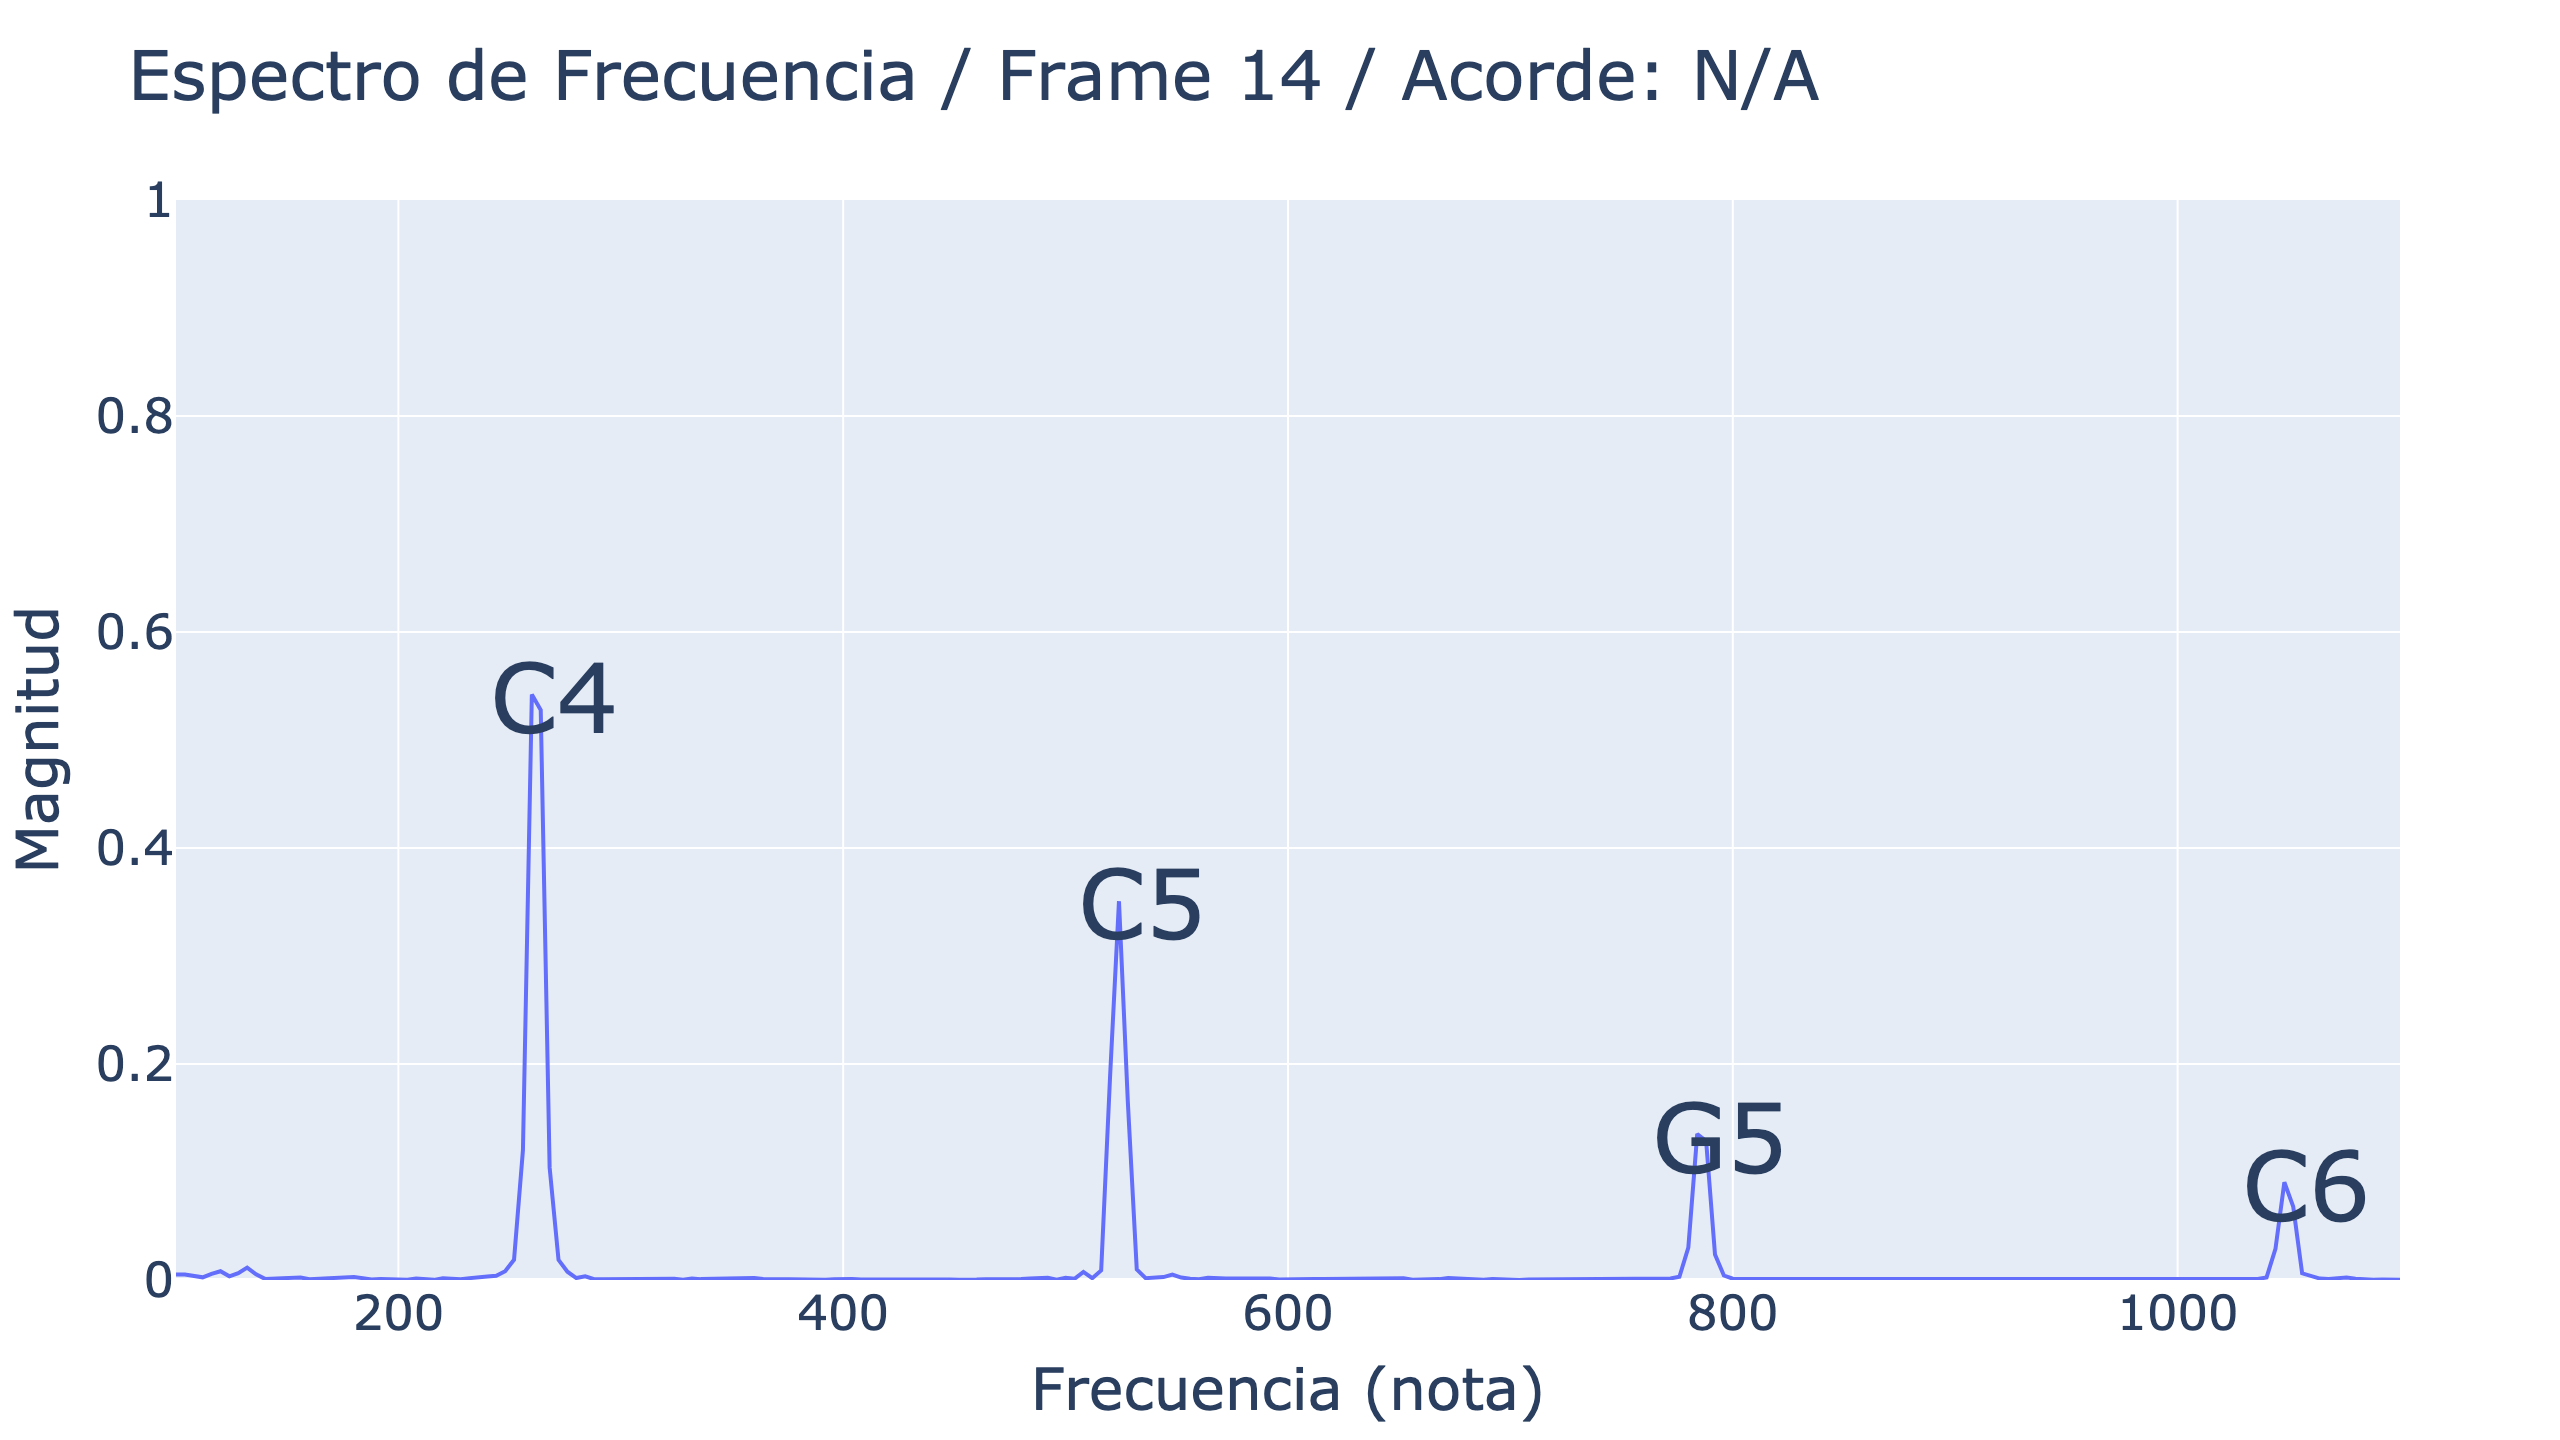 Espectro de Frecuencia / Frame 14 / Acorde: N/A
1
0.8
0.6
0.4
0.2
0
Magnitud
C4
C5
G5
C6
200 400 600 800 1000
Frecuencia (nota)